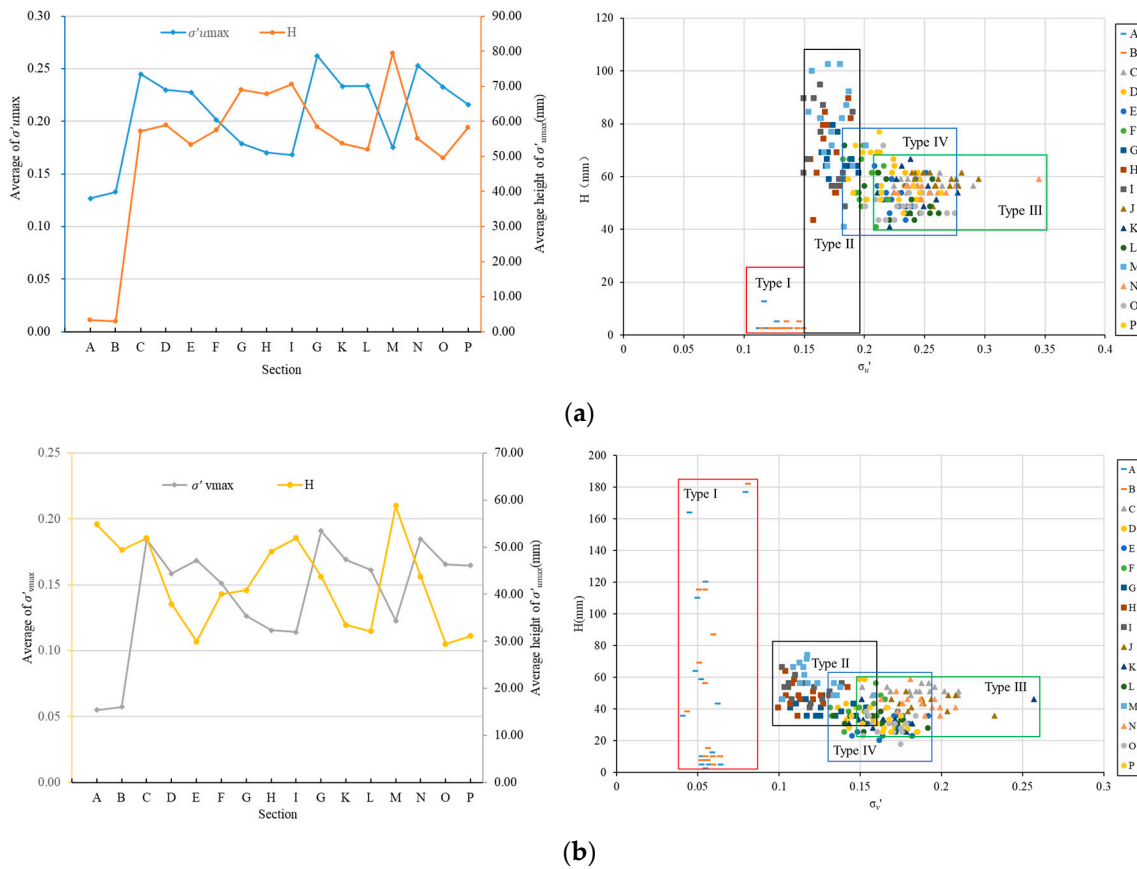 σ'umax
H
Average of σ'umax
0.30
0.25
0.20
0.15
0.10
0.05
0.00
90.00
80.00
70.00
60.00
50.00
40.00
30.00
20.00
10.00
0.00
Average height of σ'umax(mm)
A B C D E F G H I G K L M N O P
Section
H (mm)
120
100
80
60
40
20
0
0 0.05 0.1 0.15 0.2 0.25 0.3 0.35 0.4
σu'
Type I
Type II
Type IV
Type III
A
B
C
D
E
F
G
H
I
J
K
L
M
N
O
P
(a)
σ' vmax
H
Average of σ'vmax
0.25
0.20
0.15
0.10
0.05
0.00
70.00
60.00
50.00
40.00
30.00
20.00
10.00
0.00
Average height of σ'umax(mm)
A B C D E F G H I G K L M N O P
Section
H(mm)
200
180
160
140
120
100
80
60
40
20
0
0 0.05 0.1 0.15 0.2 0.25 0.3
σv'
Type I
Type II
Type III
Type IV
A
B
C
D
E
F
G
H
I
J
K
L
M
N
O
P
(b)